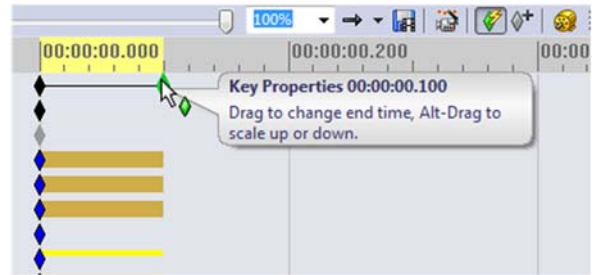 100%
00:00:00.000 00:00:00.200 00:00
Key Properties 00:00:00.100
Drag to change end time, Alt-Drag to
scale up or down.